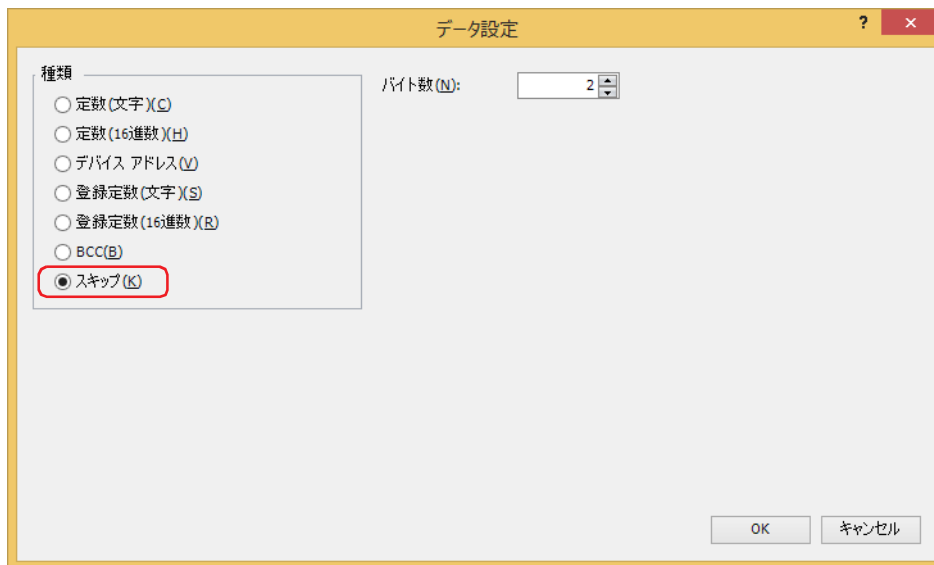 データ設定
?
×
種類
定数(文字)(C)
定数(16進数)(H)
デバイス アドレス(V)
登録定数(文字)(S)
登録定数(16進数)(R)
BCC(B)
スキップ(K)
バイト数(N): 2
OK
キャンセル